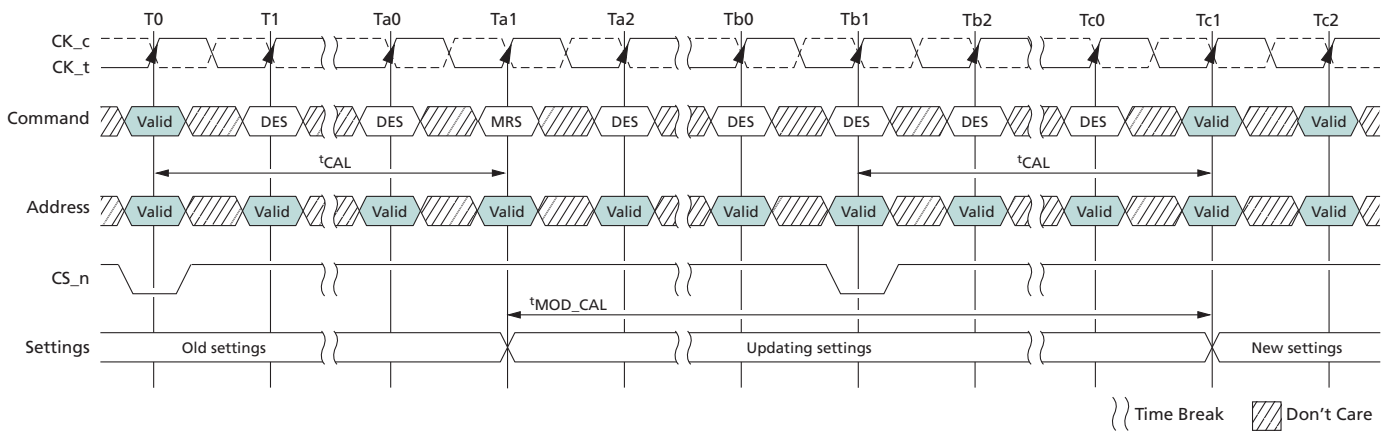 T0 T1 Ta0 Ta1 Ta2 Tb0 Tb1 Tb2 Tc0 Tc1 Tc2
CK_c
CK_t
Command Valid DES DES MRS DES DES DES DES DES Valid Valid
tCAL tCAL
Address Valid Valid Valid Valid Valid Valid Valid Valid Valid Valid Valid
CS_n
tMOD_CAL
Settings Old settings Updating settings New settings
Time Break Don't Care